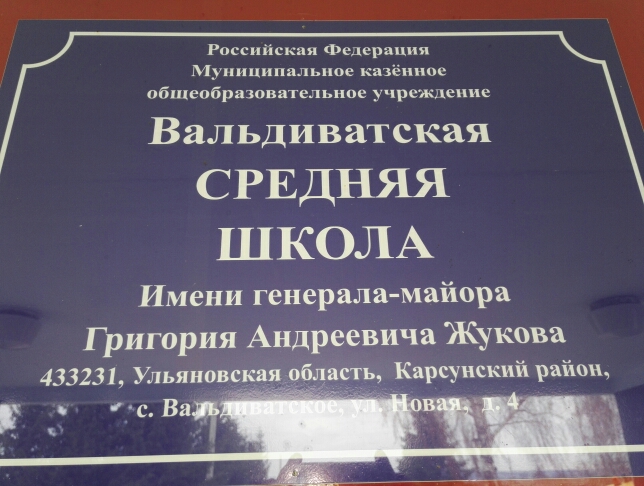 Российская Федерация
Муниципальное казённое
общеобразовательное учреждение
Вальдиватская
СРЕДНЯЯ
ШКОЛА
Имени генерала-майора
Григория Андреевича Жукова
433231, Ульяновская область, Карсунский район,
с. Вальдиватское, ул. Новая, д. 4